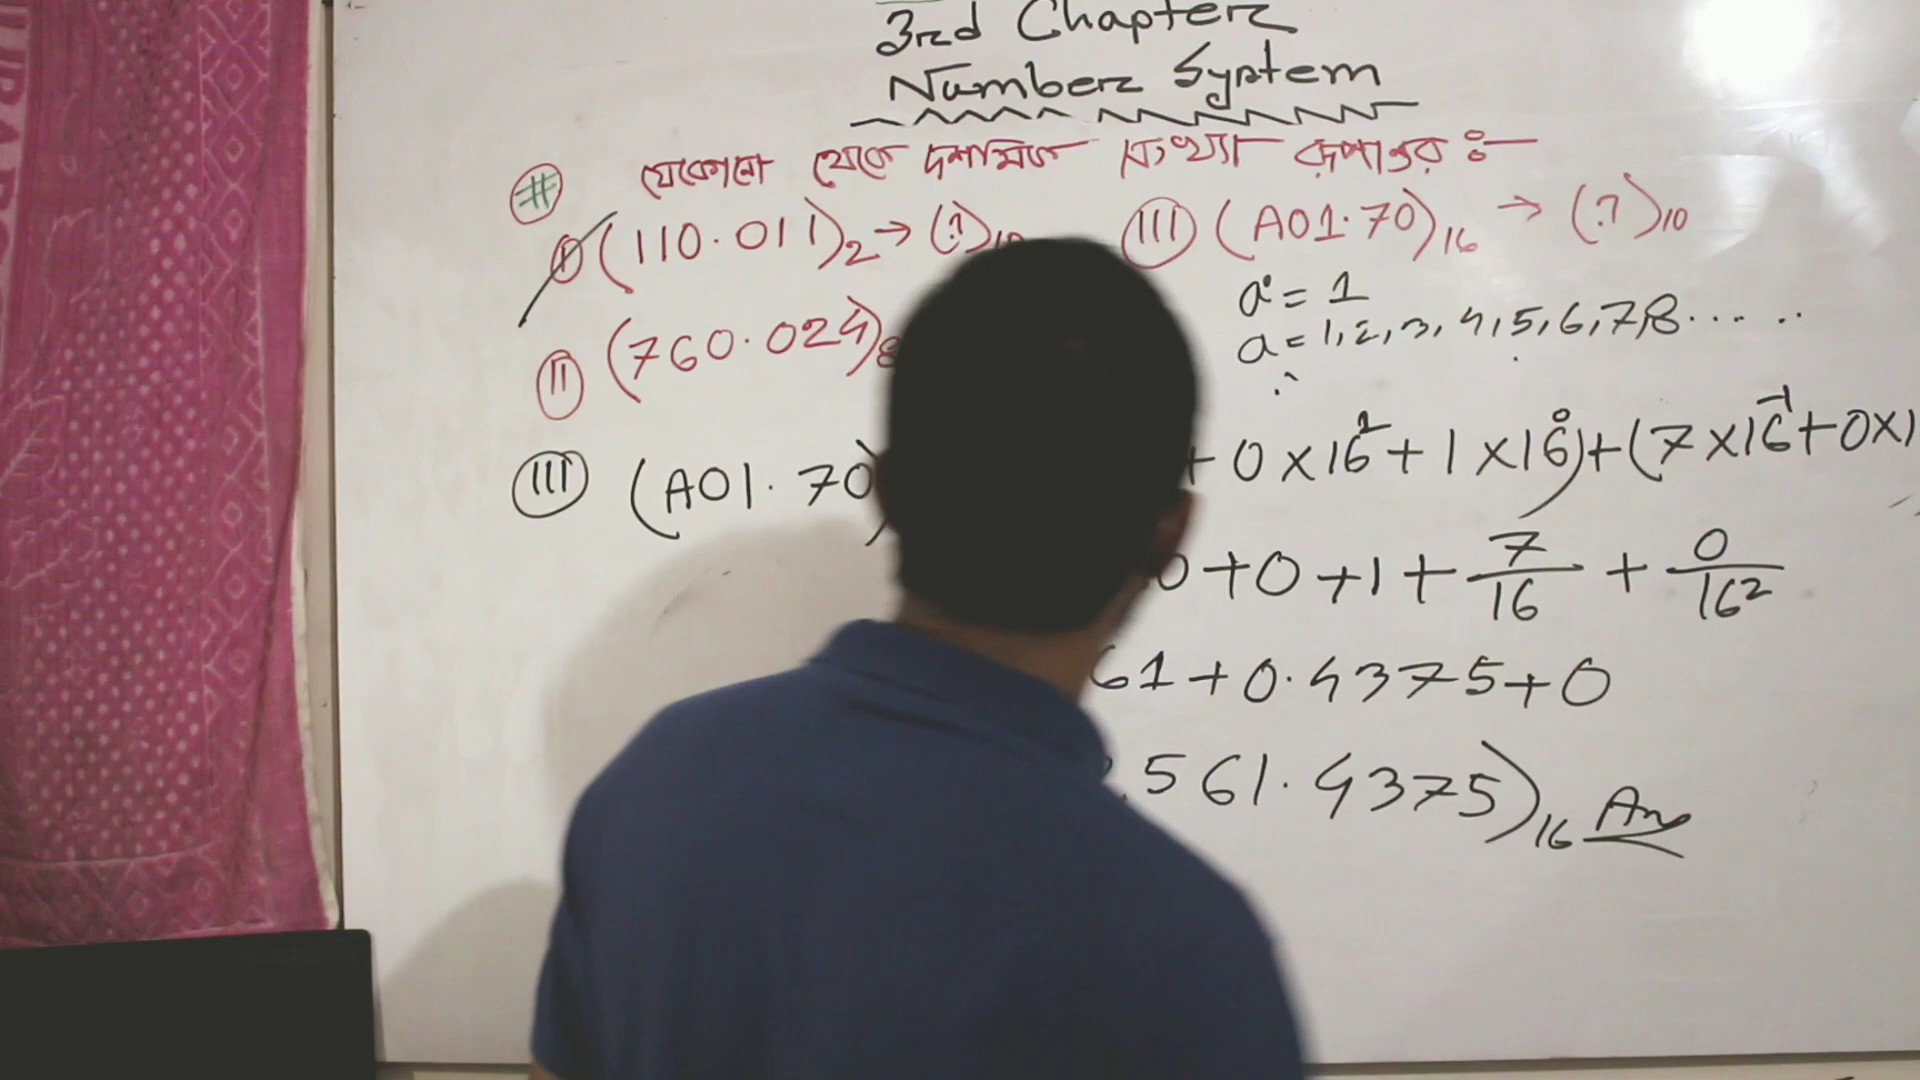 3rd Chapter
Number System
# যেকোনো থেকে দশমিক সংখ্যা রূপান্তর :-
(I) (110.011)₂ → (?)₁₀
(II) (760.024)₈
(III) (A01.70)₁₆ → (?)₁₀
a⁰ = 1
a = 1, 2, 3, 4, 5, 6, 7, 8... ..
(III) (A01.70) + 0 × 16¹ + 1 × 16⁰) + (7 × 16⁻¹ + 0 × 1
0 + 0 + 1 + 7/16 + 0/16²
61 + 0.4375 + 0
561.4375)₁₆ Ans